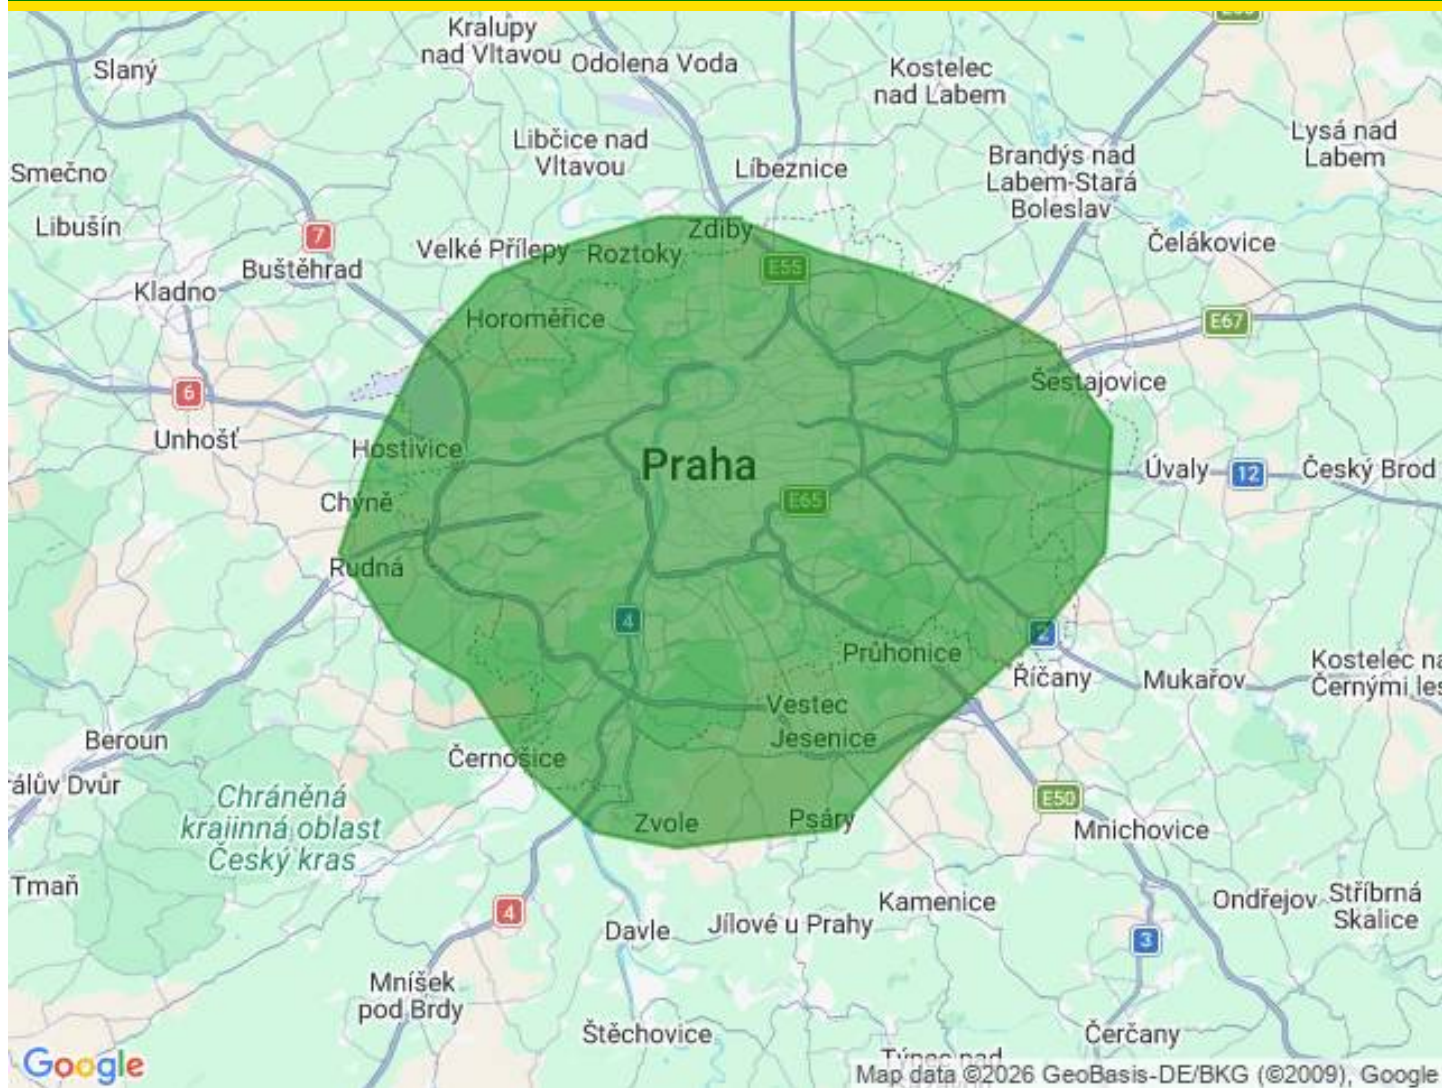 Kralupy
nad Vltavou
Odolena Voda
Slaný
Kostelec
nad Labem
Lysá nad
Labem
Libčice nad
Vltavou
Líbeznice
Brandýs nad
Labem-Stará
Boleslav
Smečno
Libušín
7
Zdiby
Velké Přílepy
Roztoky
Čelákovice
Buštěhrad
E55
Kladno
Horoměřice
E67
6
Šestajovice
Unhošť
Hostivice
Praha
Úvaly
12
Český Brod
Chýně
E65
Rudná
4
2
Průhonice
Říčany
Mukařov
Kostelec na
Černými les
Vestec
Jesenice
Beroun
Černošice
rálův Dvůr
Chráněná
krajinná oblast
Český kras
E50
Zvole
Psáry
Mnichovice
Tmaň
4
Kamenice
Ondřejov
Stříbrná
Skalice
Davle
Jílové u Prahy
3
Mníšek
pod Brdy
Štěchovice
Čerčany
Týnec nad
Google
Map data ©2026 GeoBasis-DE/BKG (©2009), Google